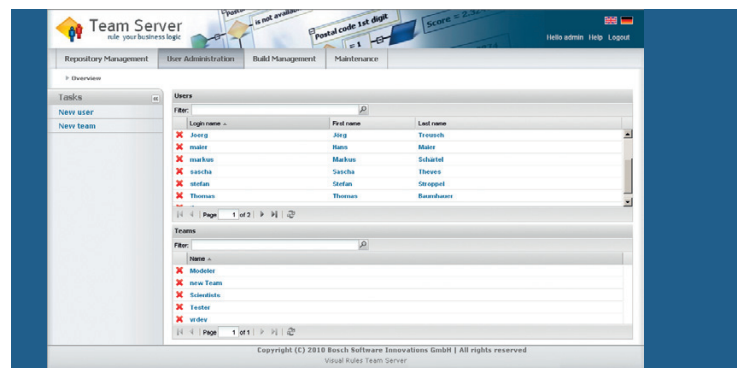 Team Server
rule your business logic
is not
Postal code 1st digit
= 1
Score =
Hello admin Help Logout
Repository Management User Administration Build Management Maintenance
Overview
Tasks
New user
New team
Users
Filter:
Login name First name Last name
Joerg Jörg Trousch
maier Hans Maier
markus Markus Schärtel
sascha Sascha Theves
stefan Stefan Stroppel
Thomas Thomas Baumhauer
Page 1 of 2
Teams
Filter:
Name
Modeler
new Team
Scientists
Tester
vrdev
Page 1 of 1
Copyright (C) 2010 Bosch Software Innovations GmbH | All rights reserved
Visual Rules Team Server